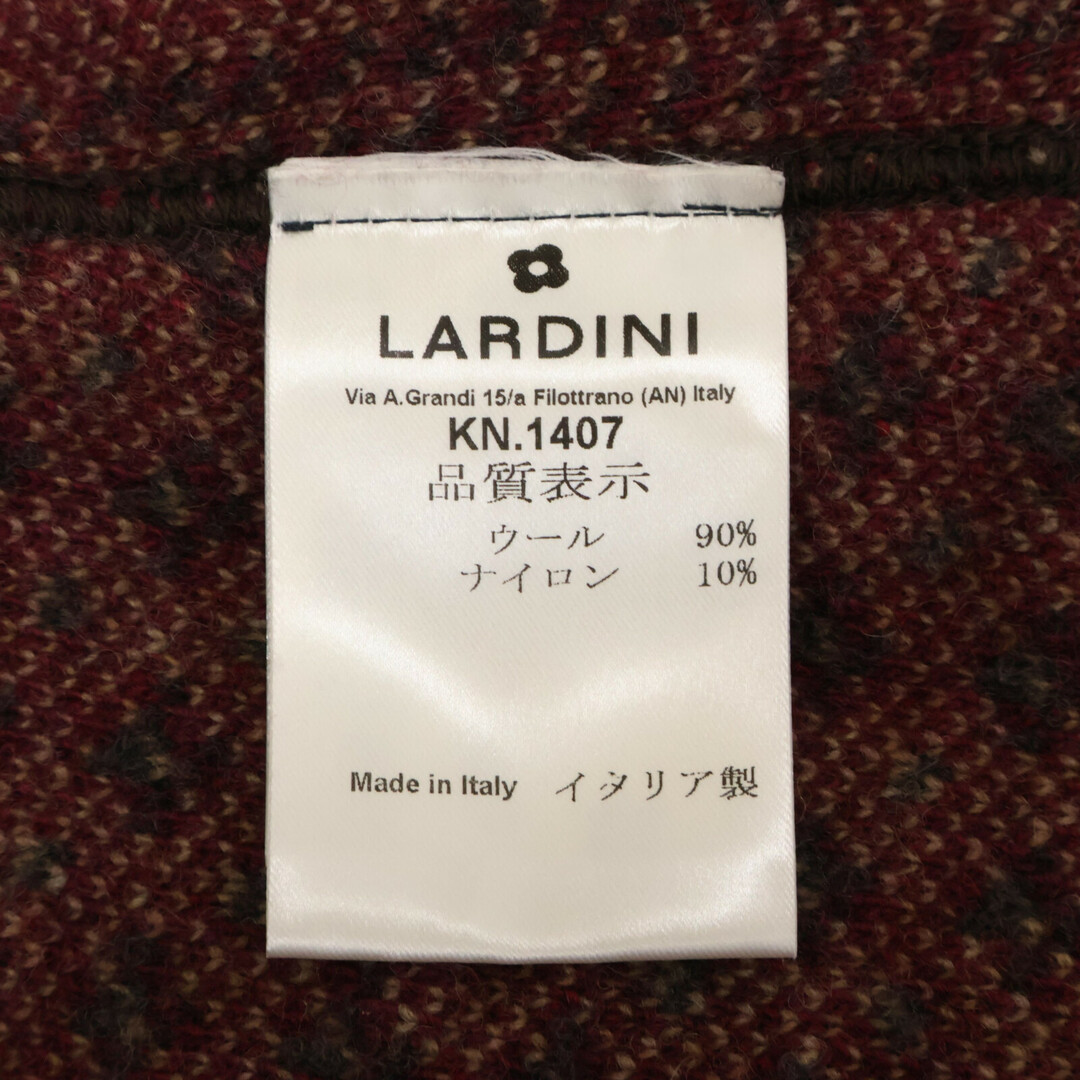 LARDINI
Via A.Grandi 15/a Filottrano (AN) Italy
KN.1407
品質表示
ウール 90%
ナイロン 10%
Made in Italy イタリア製